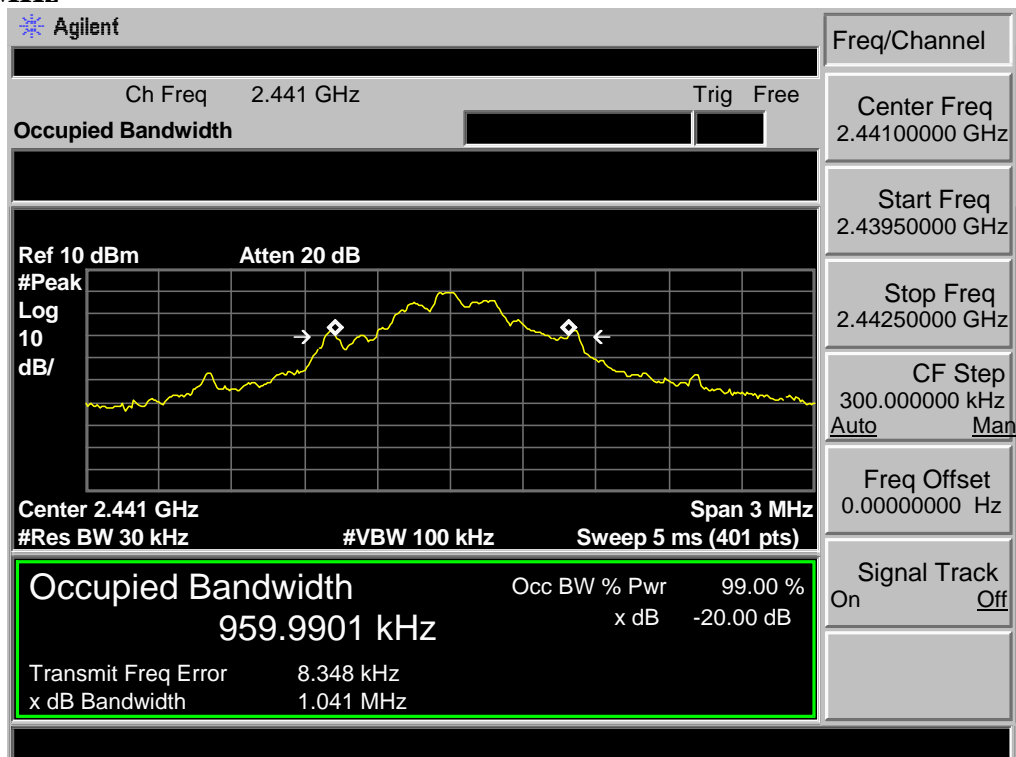 Agilent
Freq/Channel
Ch Freq 2.441 GHz Trig Free
Occupied Bandwidth
Center Freq
2.44100000 GHz
Start Freq
2.43950000 GHz
Stop Freq
2.44250000 GHz
CF Step
300.000000 kHz
Auto Man
Freq Offset
0.00000000 Hz
Signal Track
On Off
Ref 10 dBm Atten 20 dB
#Peak
Log
10
dB/
Center 2.441 GHz Span 3 MHz
#Res BW 30 kHz #VBW 100 kHz Sweep 5 ms (401 pts)
Occupied Bandwidth Occ BW % Pwr 99.00 %
959.9901 kHz x dB -20.00 dB
Transmit Freq Error 8.348 kHz
x dB Bandwidth 1.041 MHz